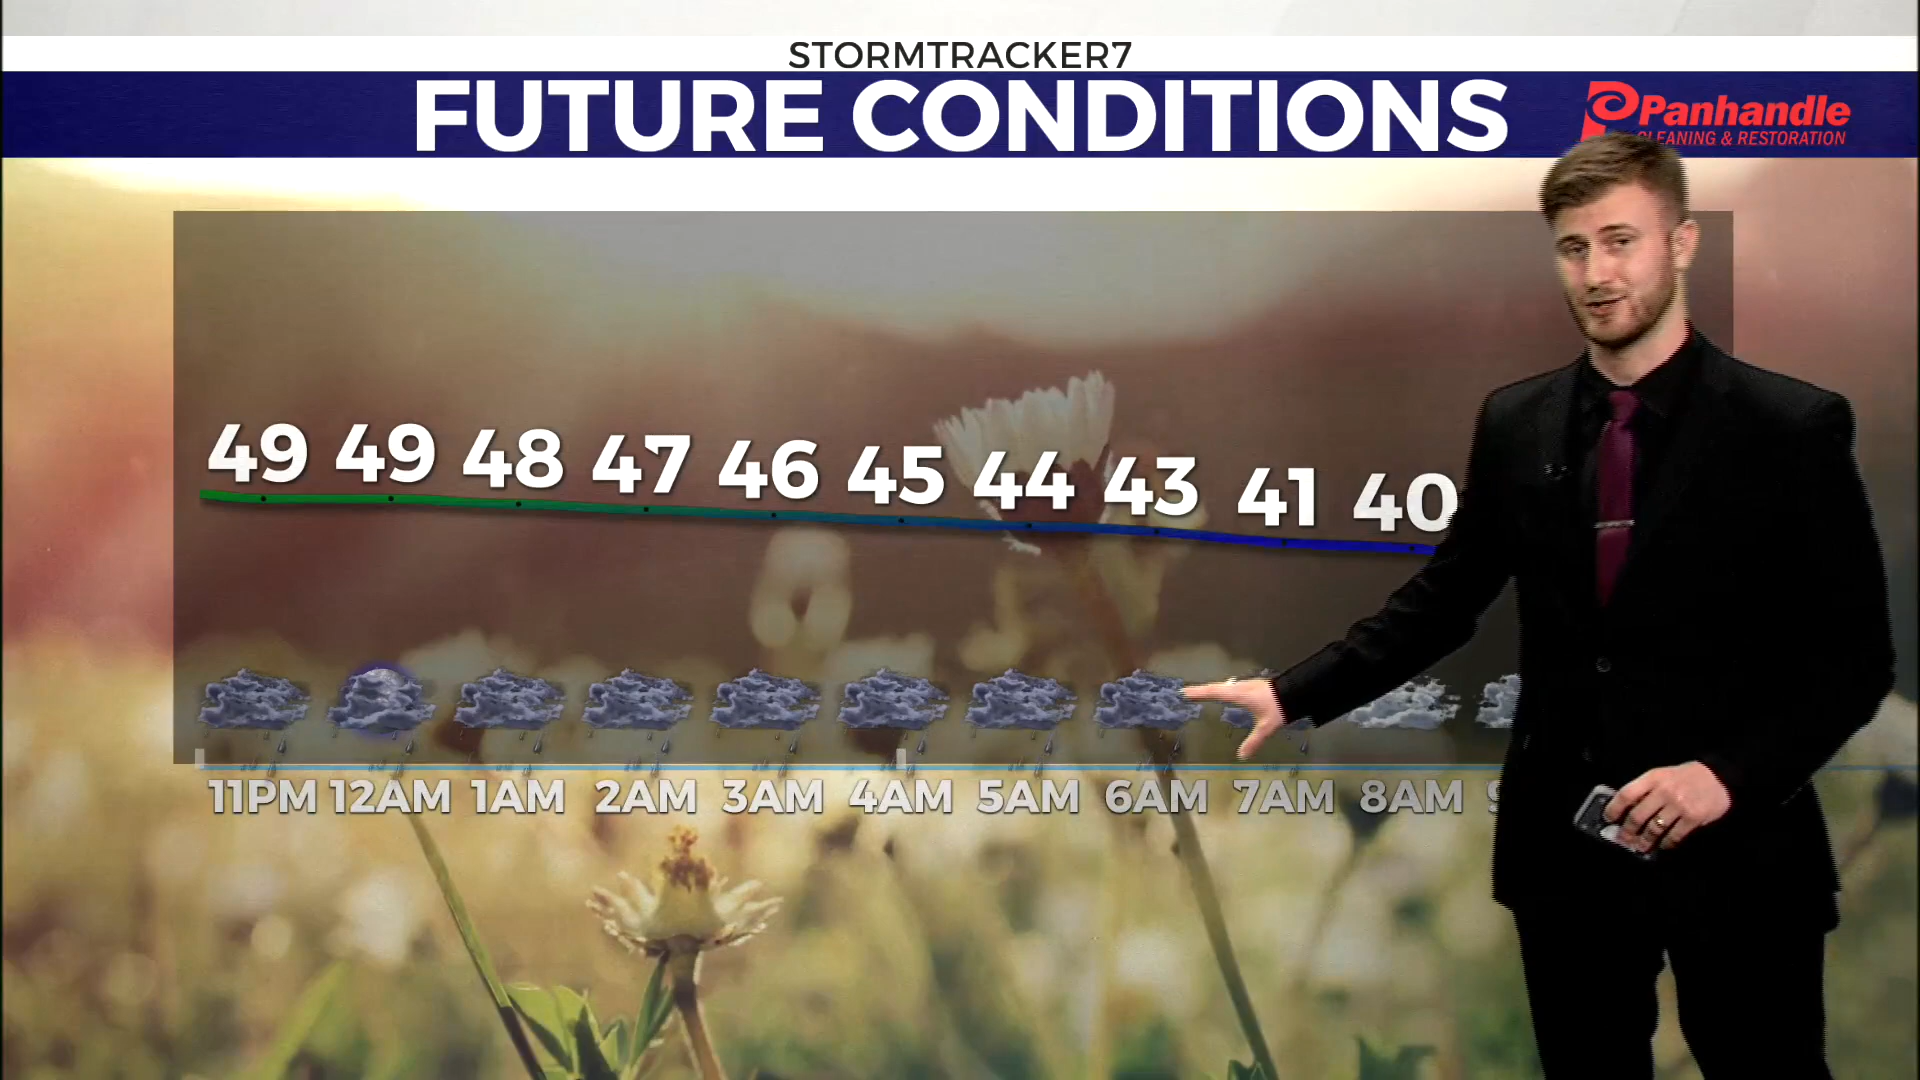 STORMTRACKER7
FUTURE CONDITIONS
Panhandle
CLEANING & RESTORATION
49 49 48 47 46 45 44 43 41 40
11PM 12AM 1AM 2AM 3AM 4AM 5AM 6AM 7AM 8AM